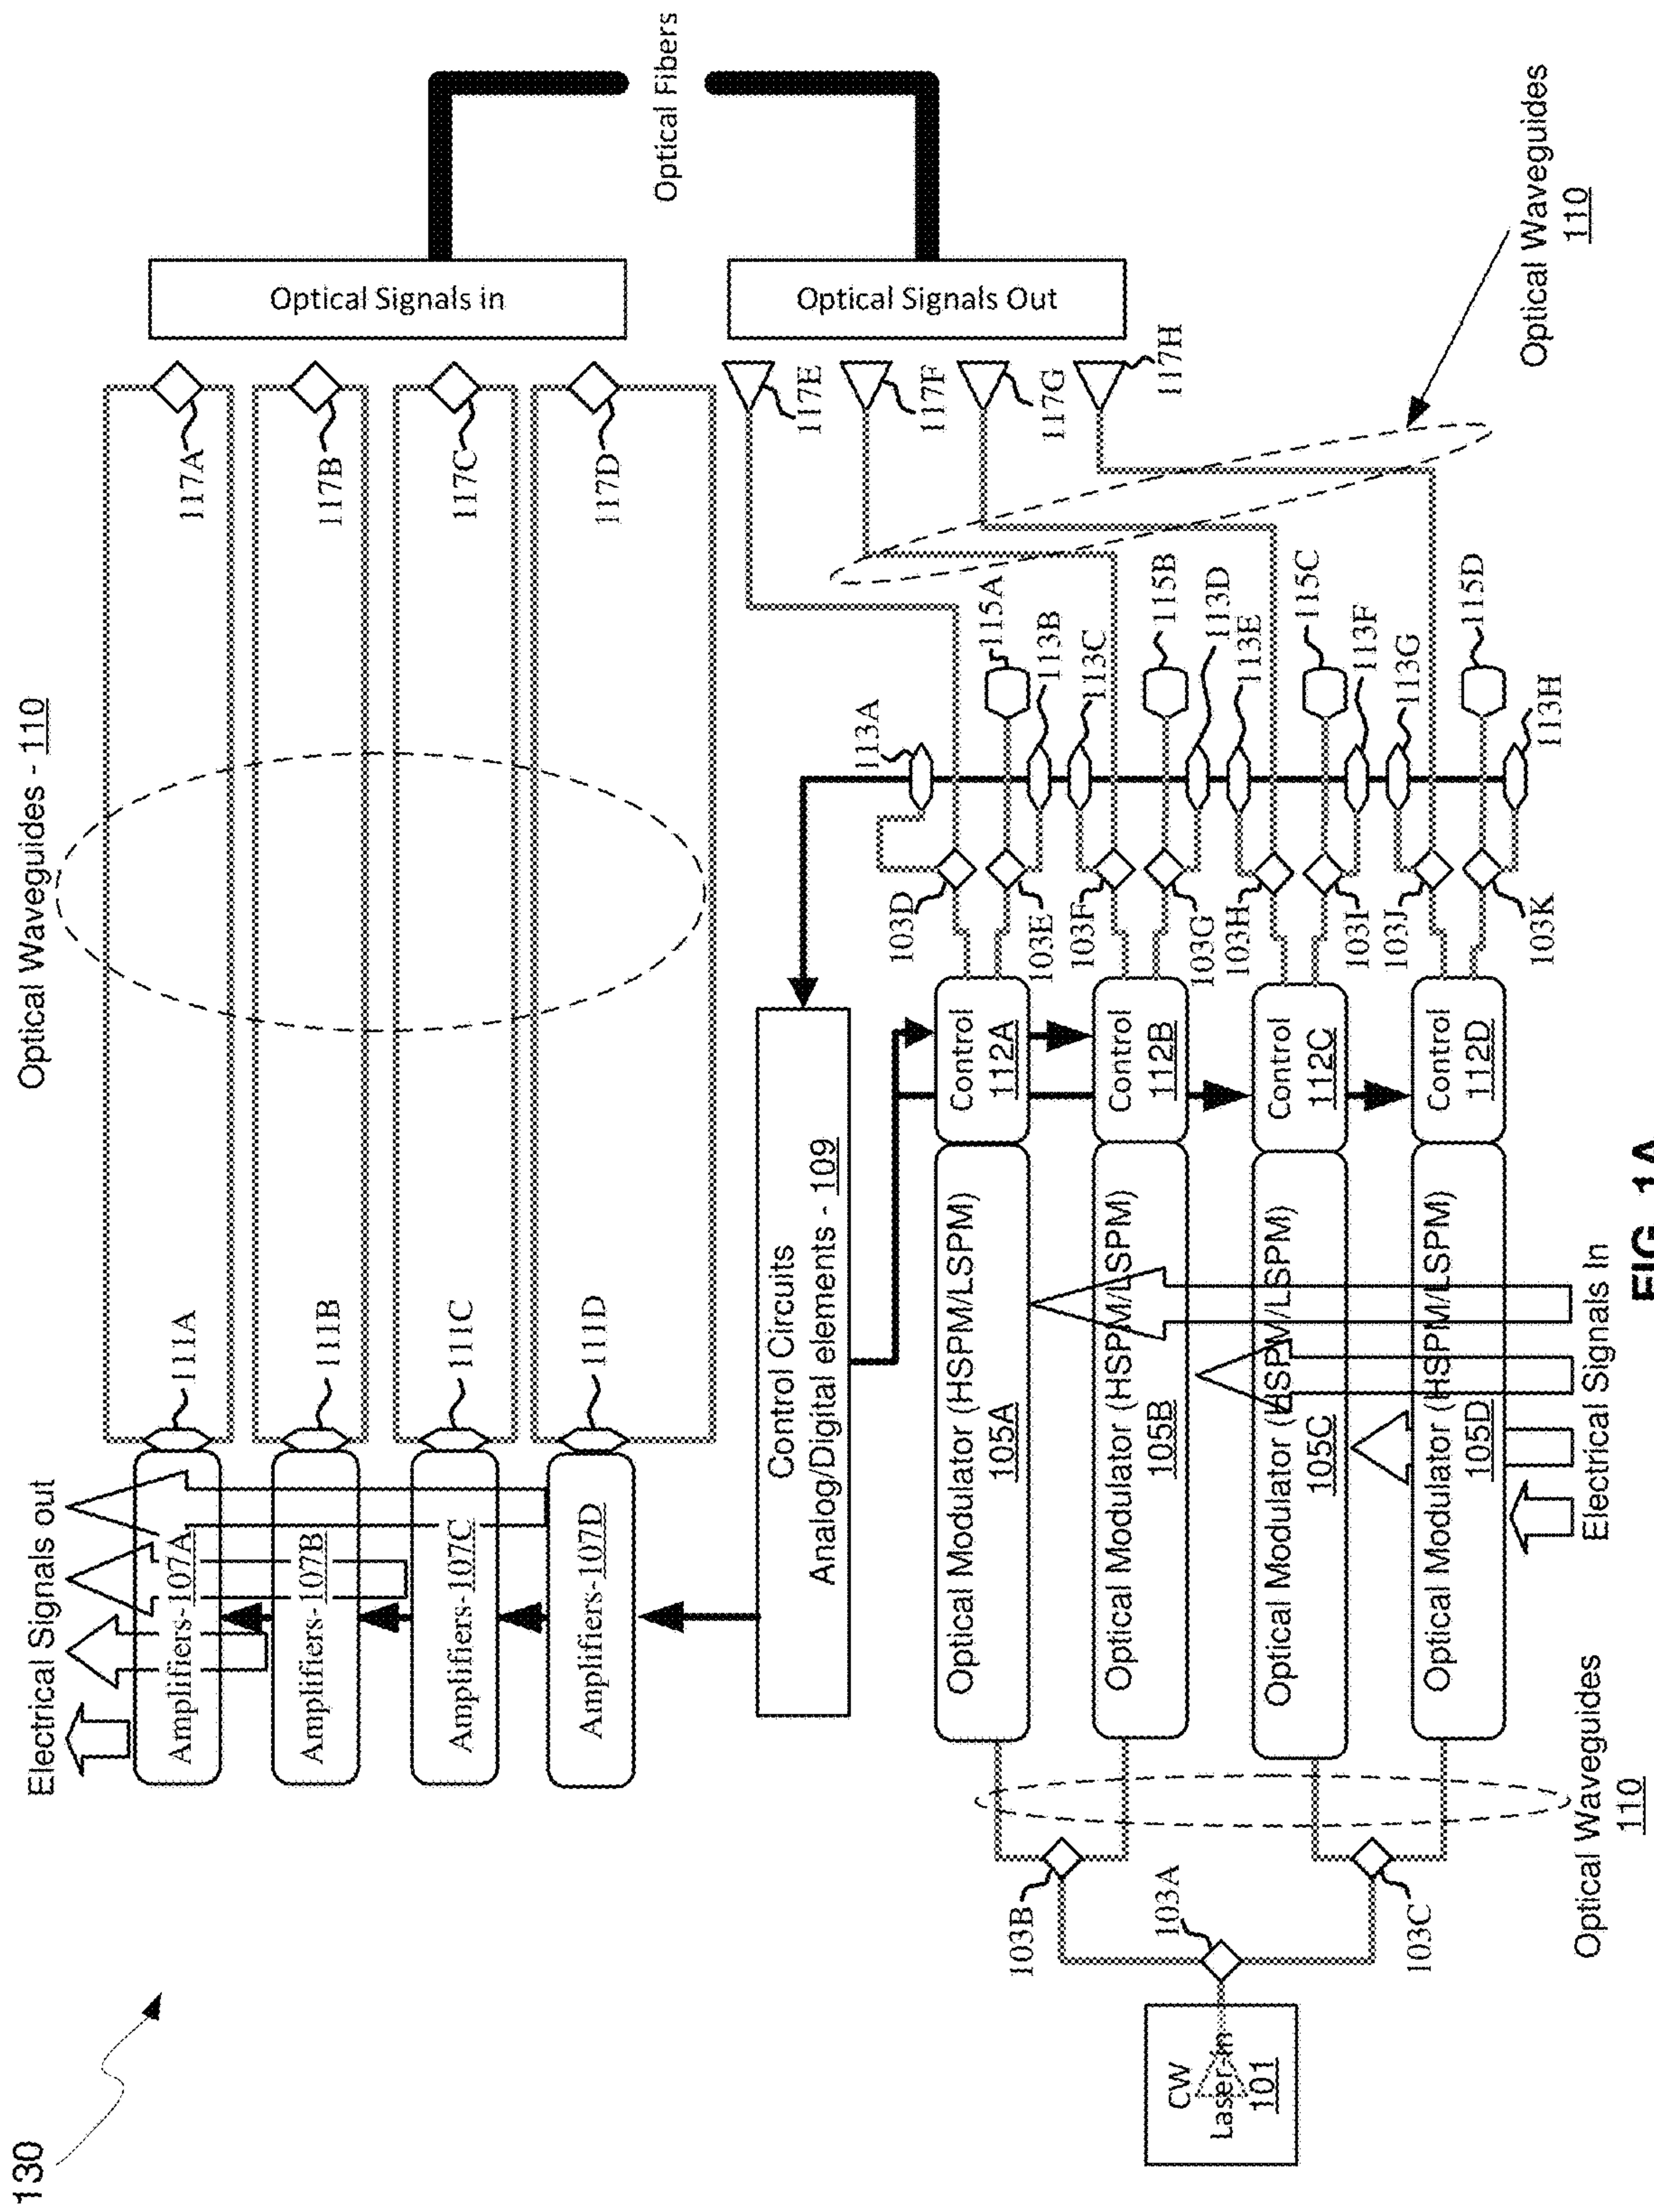 130
Electrical Signals out
Optical Waveguides - 110
Amplifiers-107A
Amplifiers-107B
Amplifiers-107C
Amplifiers-107D
111A
111B
111C
111D
117A
117B
117C
117D
Optical Signals in
Optical Fibers
Optical Signals Out
117E
117F
117G
117H
Optical Waveguides
110
Control Circuits
Analog/Digital elements - 109
CW
Laser-in
101
103A
103B
103C
Optical Waveguides
110
Optical Modulator (HSPM/LSPM)
105A
Optical Modulator (HSPM/LSPM)
105B
Optical Modulator (HSPM/LSPM)
105C
Optical Modulator (HSPM/LSPM)
105D
Electrical Signals In
Control
112A
Control
112B
Control
112C
Control
112D
103D
103E
103F
103G
103H
103I
103J
103K
113A
113B
113C
113D
113E
113F
113G
113H
115A
115B
115C
115D
FIG. 1A